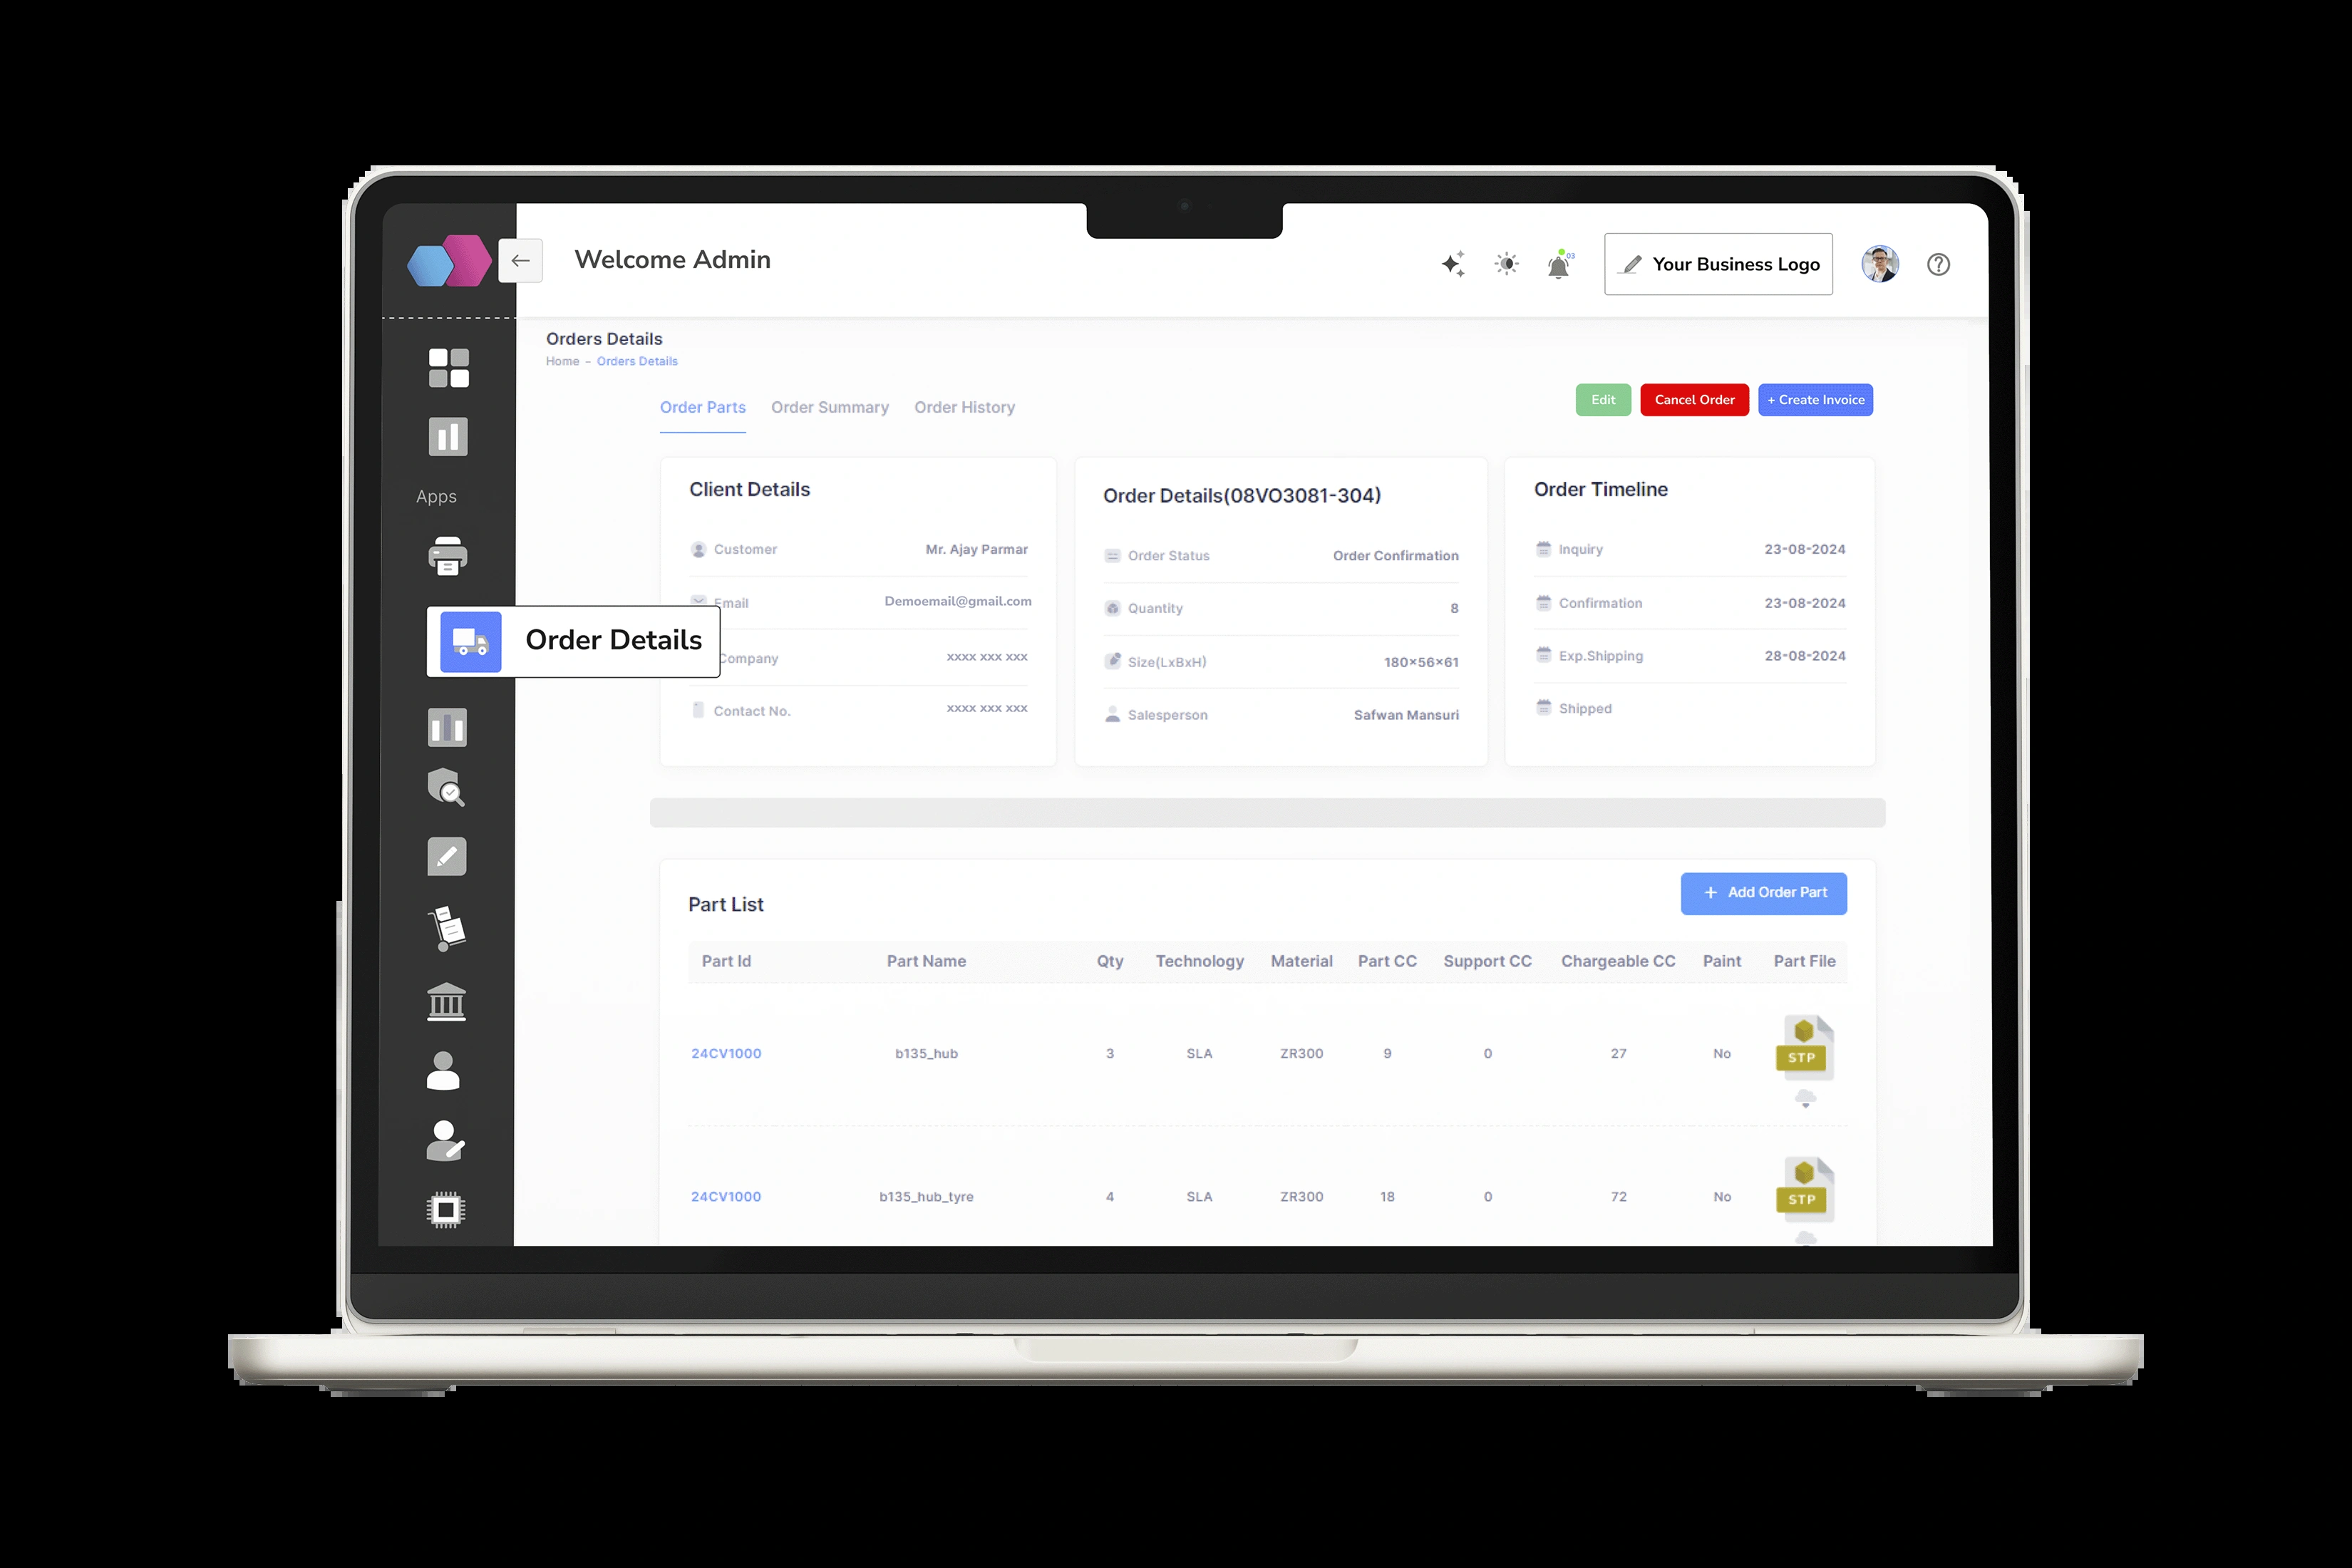 Welcome Admin
03
Your Business Logo
Orders Details
Home - Orders Details
Order Parts Order Summary Order History
Edit Cancel Order + Create Invoice
Apps
Order Details
Client Details
Customer Mr. Ajay Parmar
Email Demoemail@gmail.com
Company xxxx xxx xxx
Contact No. xxxx xxx xxx
Order Details(08VO3081-304)
Order Status Order Confirmation
Quantity 8
Size(LxBxH) 180×56×61
Salesperson Safwan Mansuri
Order Timeline
Inquiry 23-08-2024
Confirmation 23-08-2024
Exp.Shipping 28-08-2024
Shipped
Part List
+ Add Order Part
Part Id Part Name Qty Technology Material Part CC Support CC Chargeable CC Paint Part File
24CV1000 b135_hub 3 SLA ZR300 9 0 27 No STP
24CV1000 b135_hub_tyre 4 SLA ZR300 18 0 72 No STP